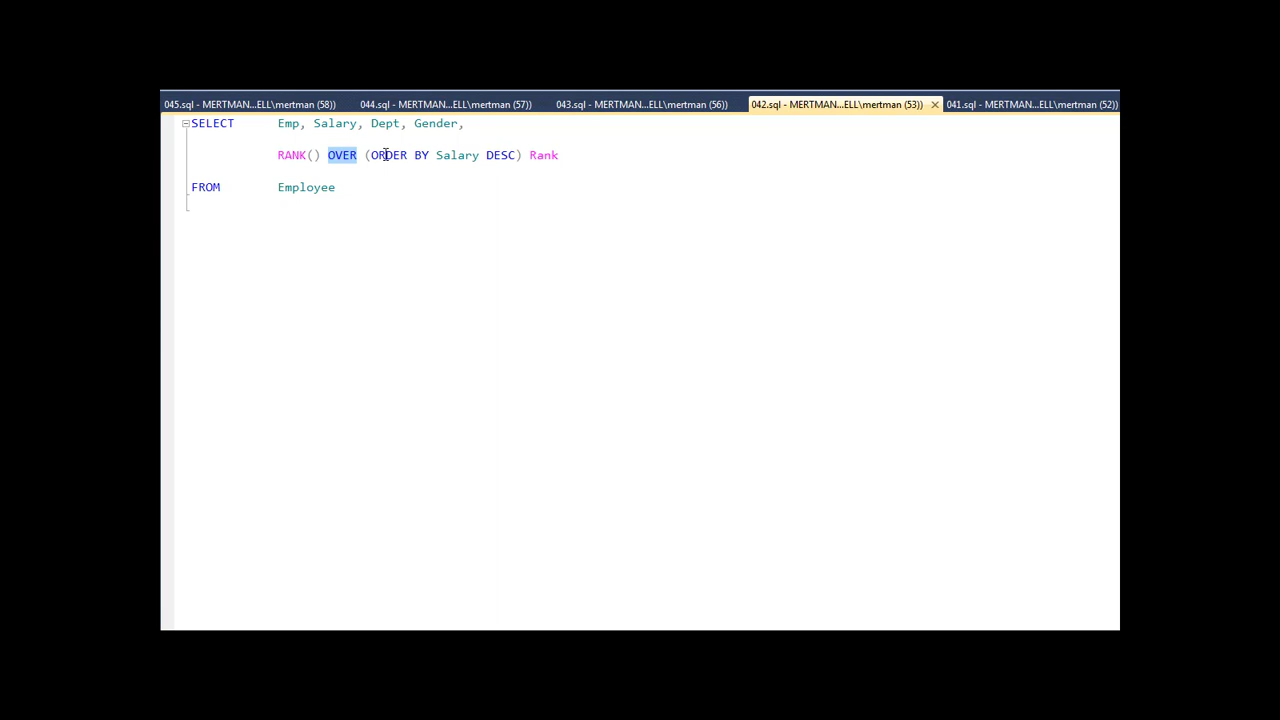 045.sql - MERTMAN...ELL\mertman (58)) 044.sql - MERTMAN...ELL\mertman (57)) 043.sql - MERTMAN...ELL\mertman (56)) 042.sql - MERTMAN...ELL\mertman (53)) 041.sql - MERTMAN...ELL\mertman (52))
SELECT Emp, Salary, Dept, Gender,
RANK() OVER (ORDER BY Salary DESC) Rank
FROM Employee